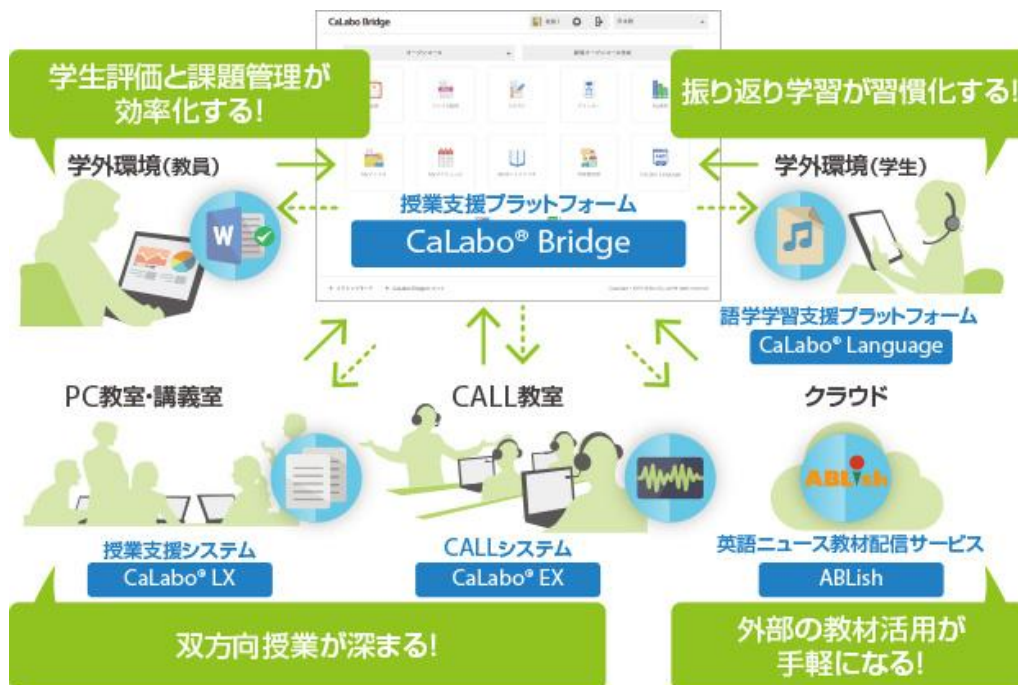 CaLabo Bridge
学生評価と課題管理が
効率化する!
振り返り学習が習慣化する!
学外環境(教員)
学外環境(学生)
W
授業支援プラットフォーム
CaLabo® Bridge
語学学習支援プラットフォーム
CaLabo® Language
PC教室・講義室
CALL教室
クラウド
ABLish
授業支援システム
CaLabo® LX
CALLシステム
CaLabo® EX
英語ニュース教材配信サービス
ABLish
双方向授業が深まる!
外部の教材活用が
手軽になる!